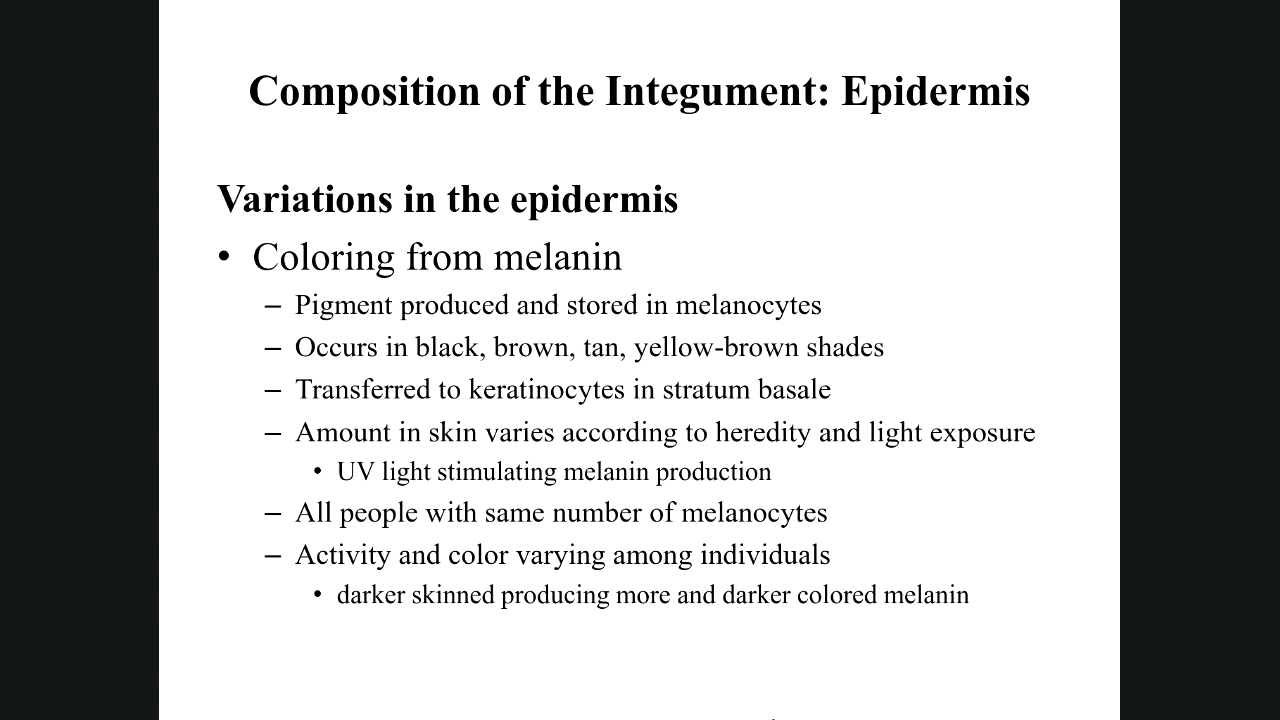 Composition of the Integument: Epidermis
Variations in the epidermis
• Coloring from melanin
– Pigment produced and stored in melanocytes
– Occurs in black, brown, tan, yellow-brown shades
– Transferred to keratinocytes in stratum basale
– Amount in skin varies according to heredity and light exposure
• UV light stimulating melanin production
– All people with same number of melanocytes
– Activity and color varying among individuals
• darker skinned producing more and darker colored melanin